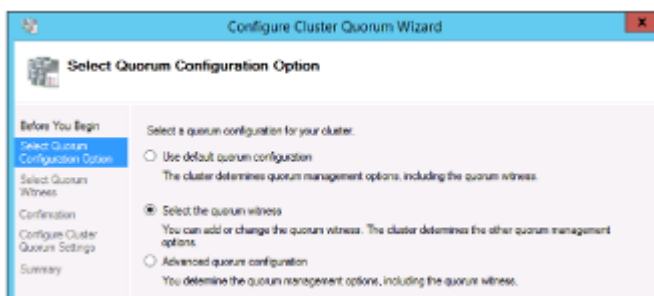 Configure Cluster Quorum Wizard
x
Select Quorum Configuration Option
Before You Begin
Select Quorum
Configuration Option
Select Quorum
Witness
Confirmation
Configure Cluster
Quorum Settings
Summary
Select a quorum configuration for your cluster.
Use default quorum configuration
The cluster determines quorum management options, including the quorum witness.
Select the quorum witness
You can add or change the quorum witness. The cluster determines the other quorum management
options.
Advanced quorum configuration
You determine the quorum management options, including the quorum witness.